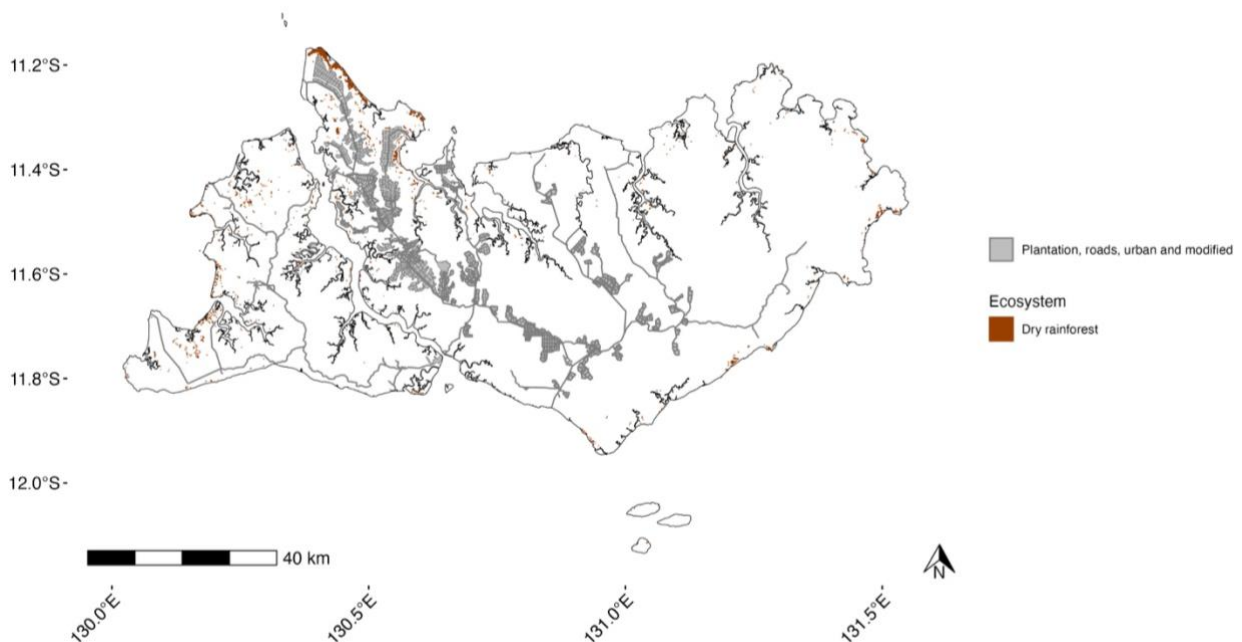 11.2°S
11.4°S
11.6°S
11.8°S
12.0°S
Plantation, roads, urban and modified
Ecosystem
Dry rainforest
40 km
N
130.0°E
130.5°E
131.0°E
131.5°E